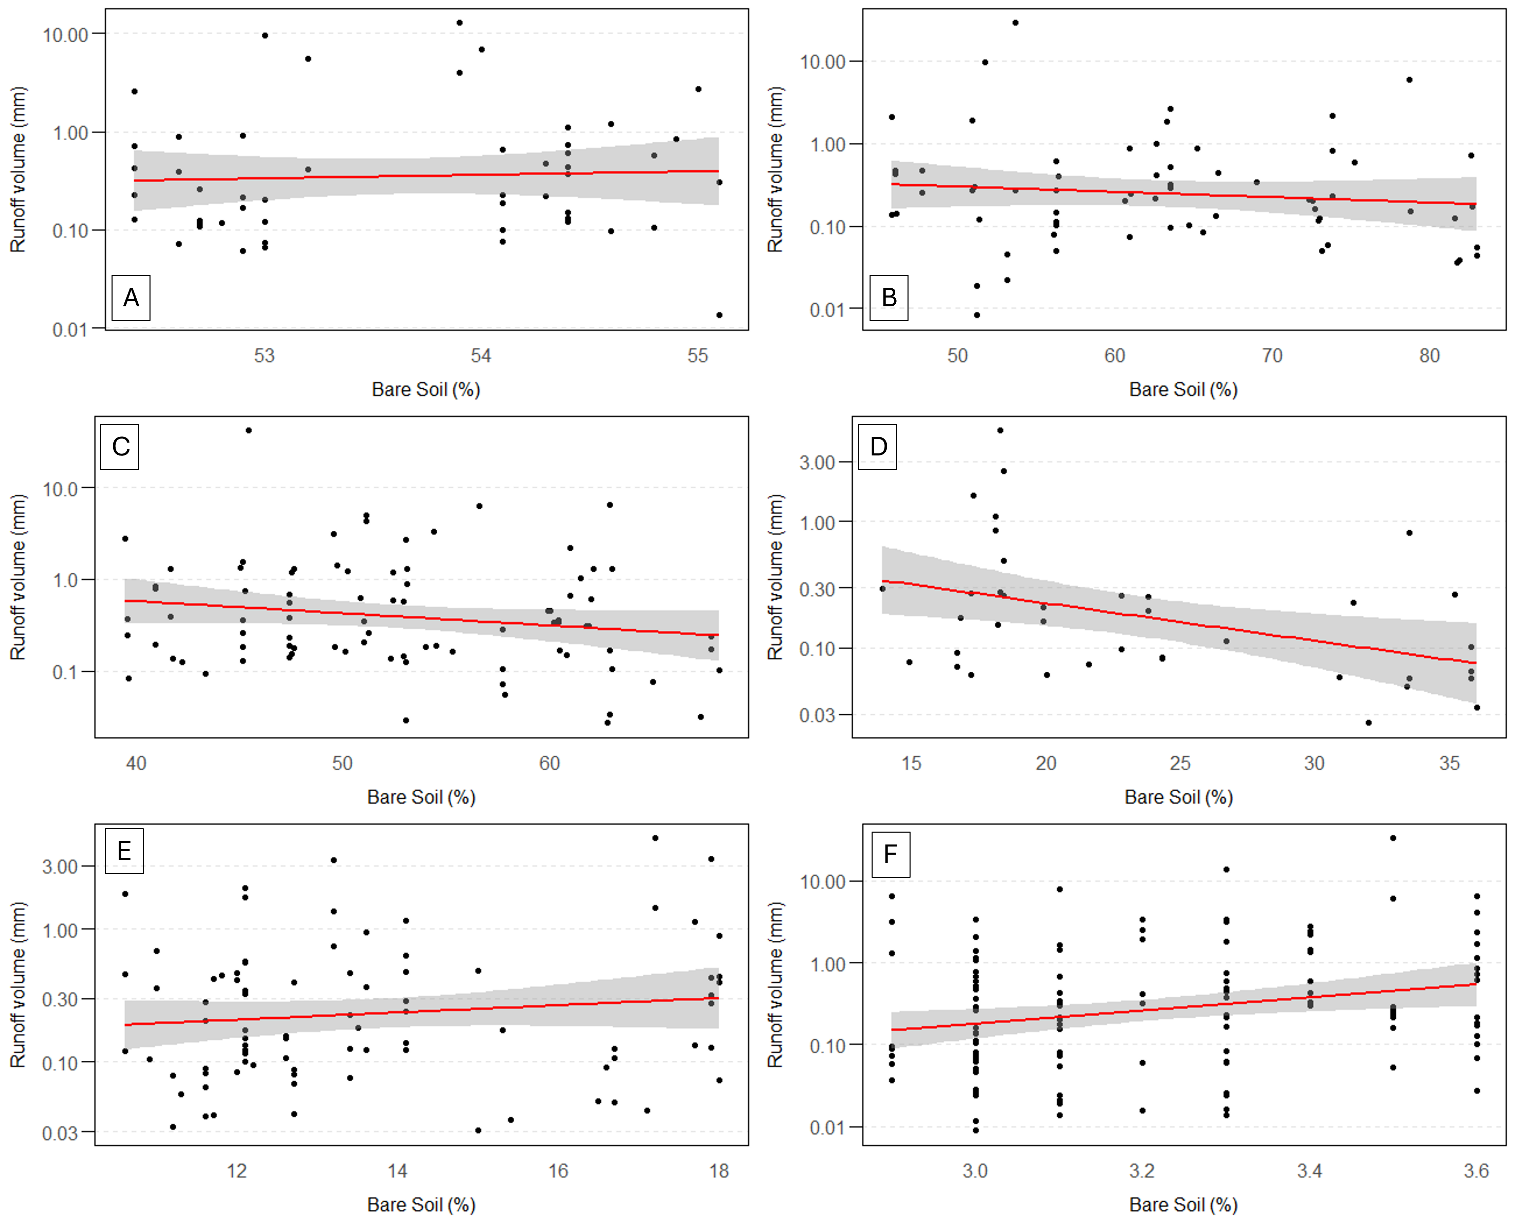 10.00
1.00
0.10
0.01
Runoff volume (mm)
A
53 54 55
Bare Soil (%)
10.00
1.00
0.10
0.01
Runoff volume (mm)
B
50 60 70 80
Bare Soil (%)
10.0
1.0
0.1
Runoff volume (mm)
C
40 50 60
Bare Soil (%)
3.00
1.00
0.30
0.10
0.03
Runoff volume (mm)
D
15 20 25 30 35
Bare Soil (%)
3.00
1.00
0.30
0.10
0.03
Runoff volume (mm)
E
12 14 16 18
Bare Soil (%)
10.00
1.00
0.10
0.01
Runoff volume (mm)
F
3.0 3.2 3.4 3.6
Bare Soil (%)